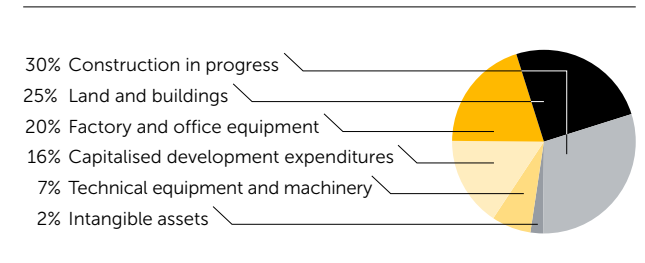 30% Construction in progress
25% Land and buildings
20% Factory and office equipment
16% Capitalised development expenditures
7% Technical equipment and machinery
2% Intangible assets